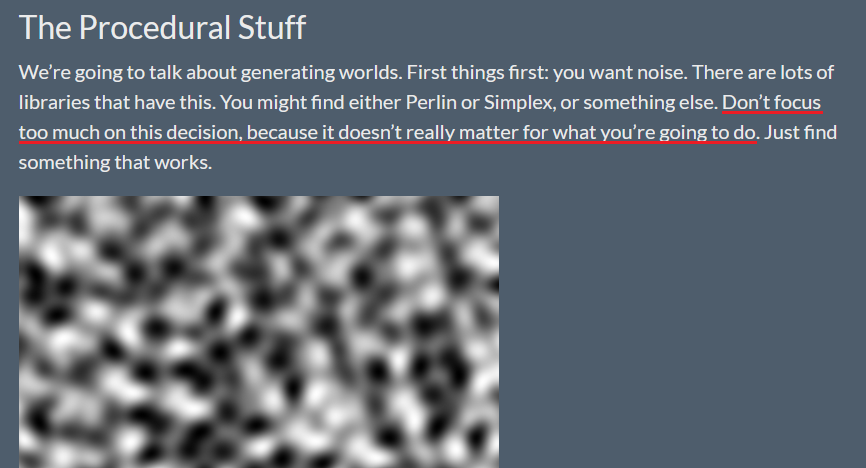 The Procedural Stuff
We’re going to talk about generating worlds. First things first: you want noise. There are lots of
libraries that have this. You might find either Perlin or Simplex, or something else. Don’t focus
too much on this decision, because it doesn’t really matter for what you’re going to do. Just find
something that works.